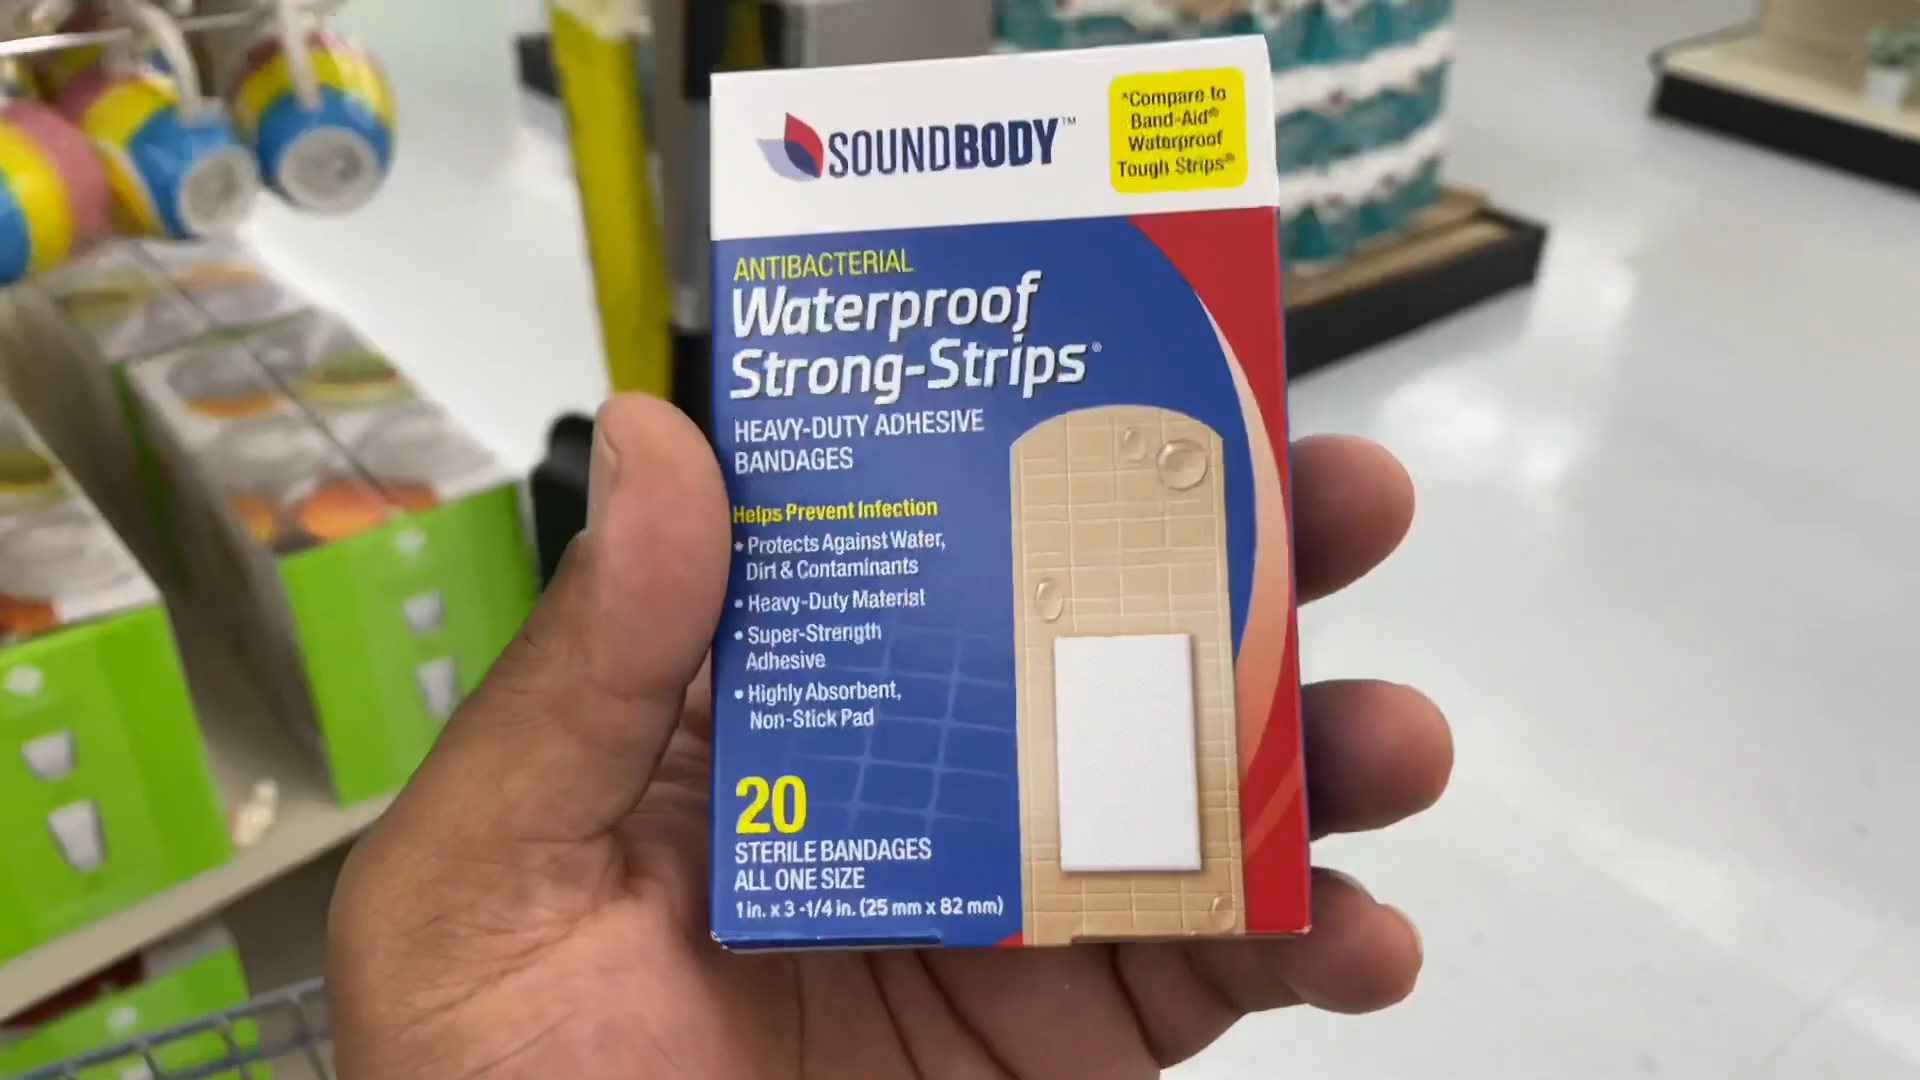 SOUNDBODY™
*Compare to
Band-Aid®
Waterproof
Tough Strips®
ANTIBACTERIAL
Waterproof
Strong-Strips®
HEAVY-DUTY ADHESIVE
BANDAGES
Helps Prevent Infection
• Protects Against Water,
Dirt & Contaminants
• Heavy-Duty Material
• Super-Strength
Adhesive
• Highly Absorbent,
Non-Stick Pad
20
STERILE BANDAGES
ALL ONE SIZE
1 in. x 3 -1/4 in. (25 mm x 82 mm)